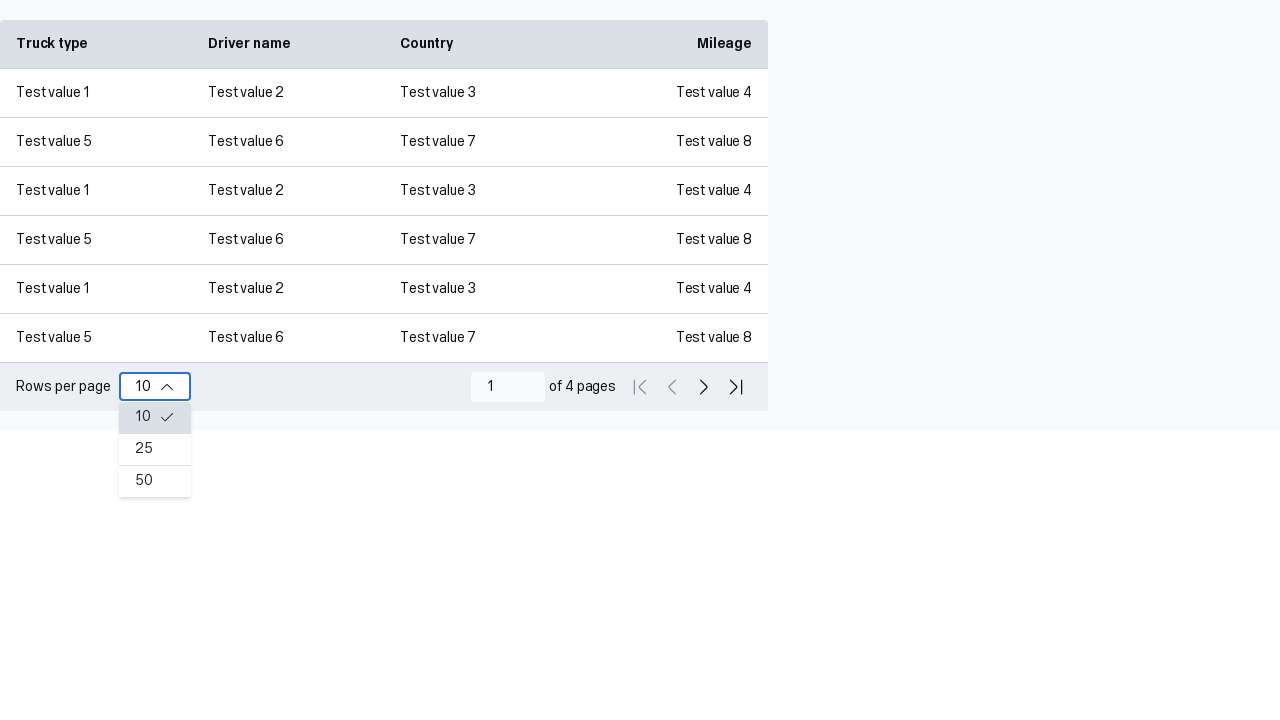 Truck type Driver name Country Mileage
Test value 1 Test value 2 Test value 3 Test value 4
Test value 5 Test value 6 Test value 7 Test value 8
Test value 1 Test value 2 Test value 3 Test value 4
Test value 5 Test value 6 Test value 7 Test value 8
Test value 1 Test value 2 Test value 3 Test value 4
Test value 5 Test value 6 Test value 7 Test value 8
Rows per page 10 1 of 4 pages
10
25
50